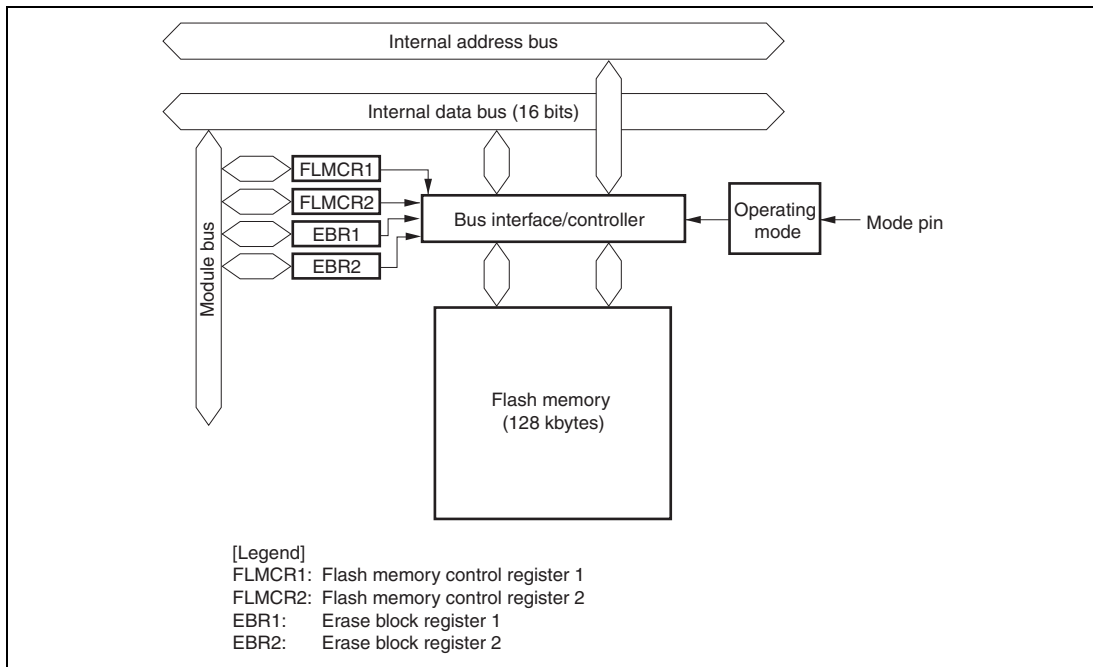 Internal address bus
Internal data bus (16 bits)
Module bus
FLMCR1
FLMCR2
EBR1
EBR2
Bus interface/controller
Operating
mode
Mode pin
Flash memory
(128 kbytes)
[Legend]
FLMCR1: Flash memory control register 1
FLMCR2: Flash memory control register 2
EBR1: Erase block register 1
EBR2: Erase block register 2